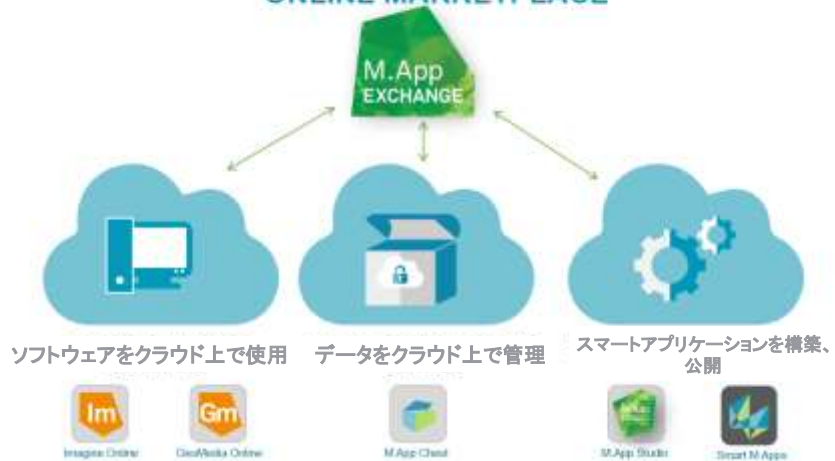 ONLINE MARKETPLACE
M.App
EXCHANGE
ソフトウェアをクラウド上で使用
データをクラウド上で管理
スマートアプリケーションを構築、
公開
Im
Gm
Imagine Online
GeoMedia Online
M.App Chest
M.App Studio
Smart M.Apps